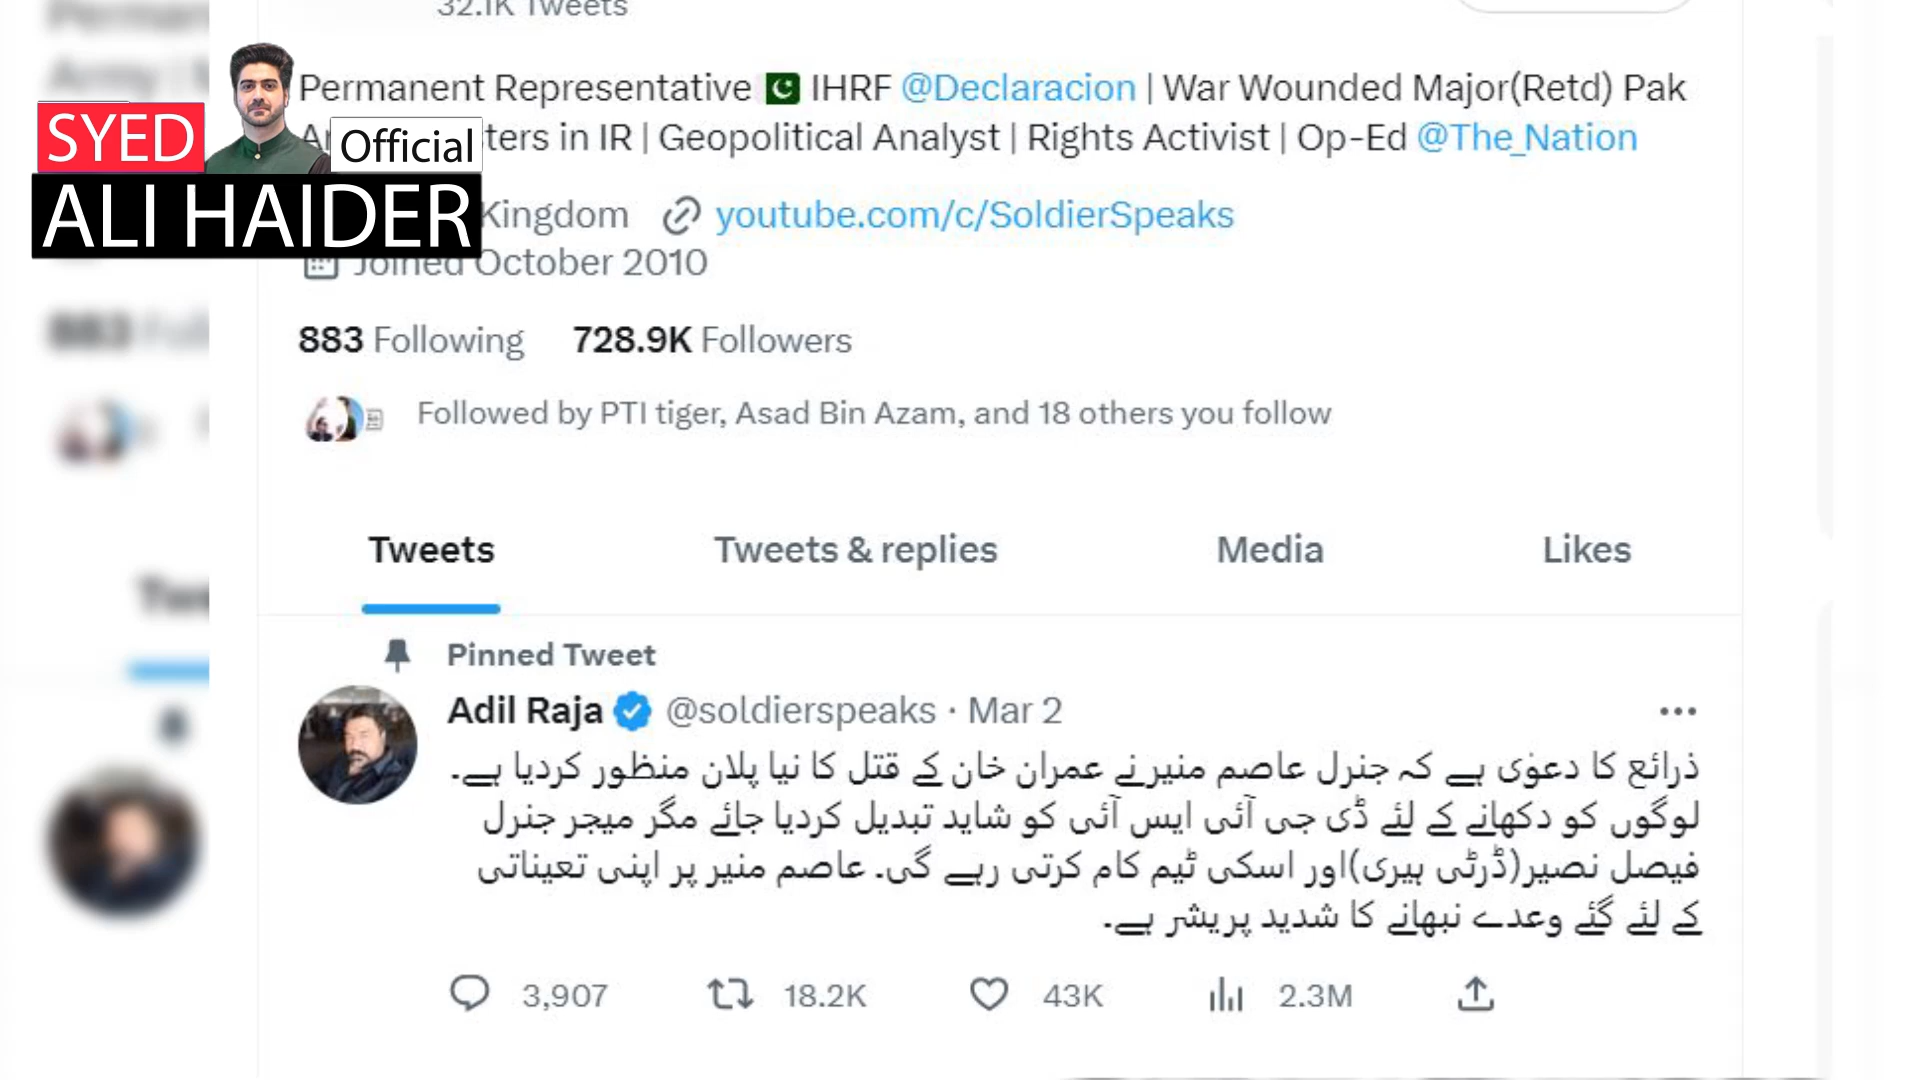 32.1K Tweets
Permanent Representative 🇵🇰 IHRF @Declaracion | War Wounded Major(Retd) Pak
ters in IR | Geopolitical Analyst | Rights Activist | Op-Ed @The_Nation
SYED
Official
ALI HAIDER
Kingdom youtube.com/c/SoldierSpeaks
Joined October 2010
883 Following 728.9K Followers
Followed by PTI tiger, Asad Bin Azam, and 18 others you follow
Tweets Tweets & replies Media Likes
Pinned Tweet
Adil Raja @soldierspeaks · Mar 2
ذرائع کا دعوٰی ہے کہ جنرل عاصم منیرنے عمران خان کے قتل کا نیا پلان منظور کردیا ہے۔
لوگوں کو دکھانے کے لئے ڈی جی آئی ایس آئی کو شاید تبدیل کردیا جائے مگر میجر جنرل
فیصل نصیر(ڈرٹی ہیری)اور اسکی ٹیم کام کرتی رہے گی۔ عاصم منیر پر اپنی تعیناتی
کے لئے گئے وعدے نبھانے کا شدید پریشر ہے۔
3,907 18.2K 43K 2.3M